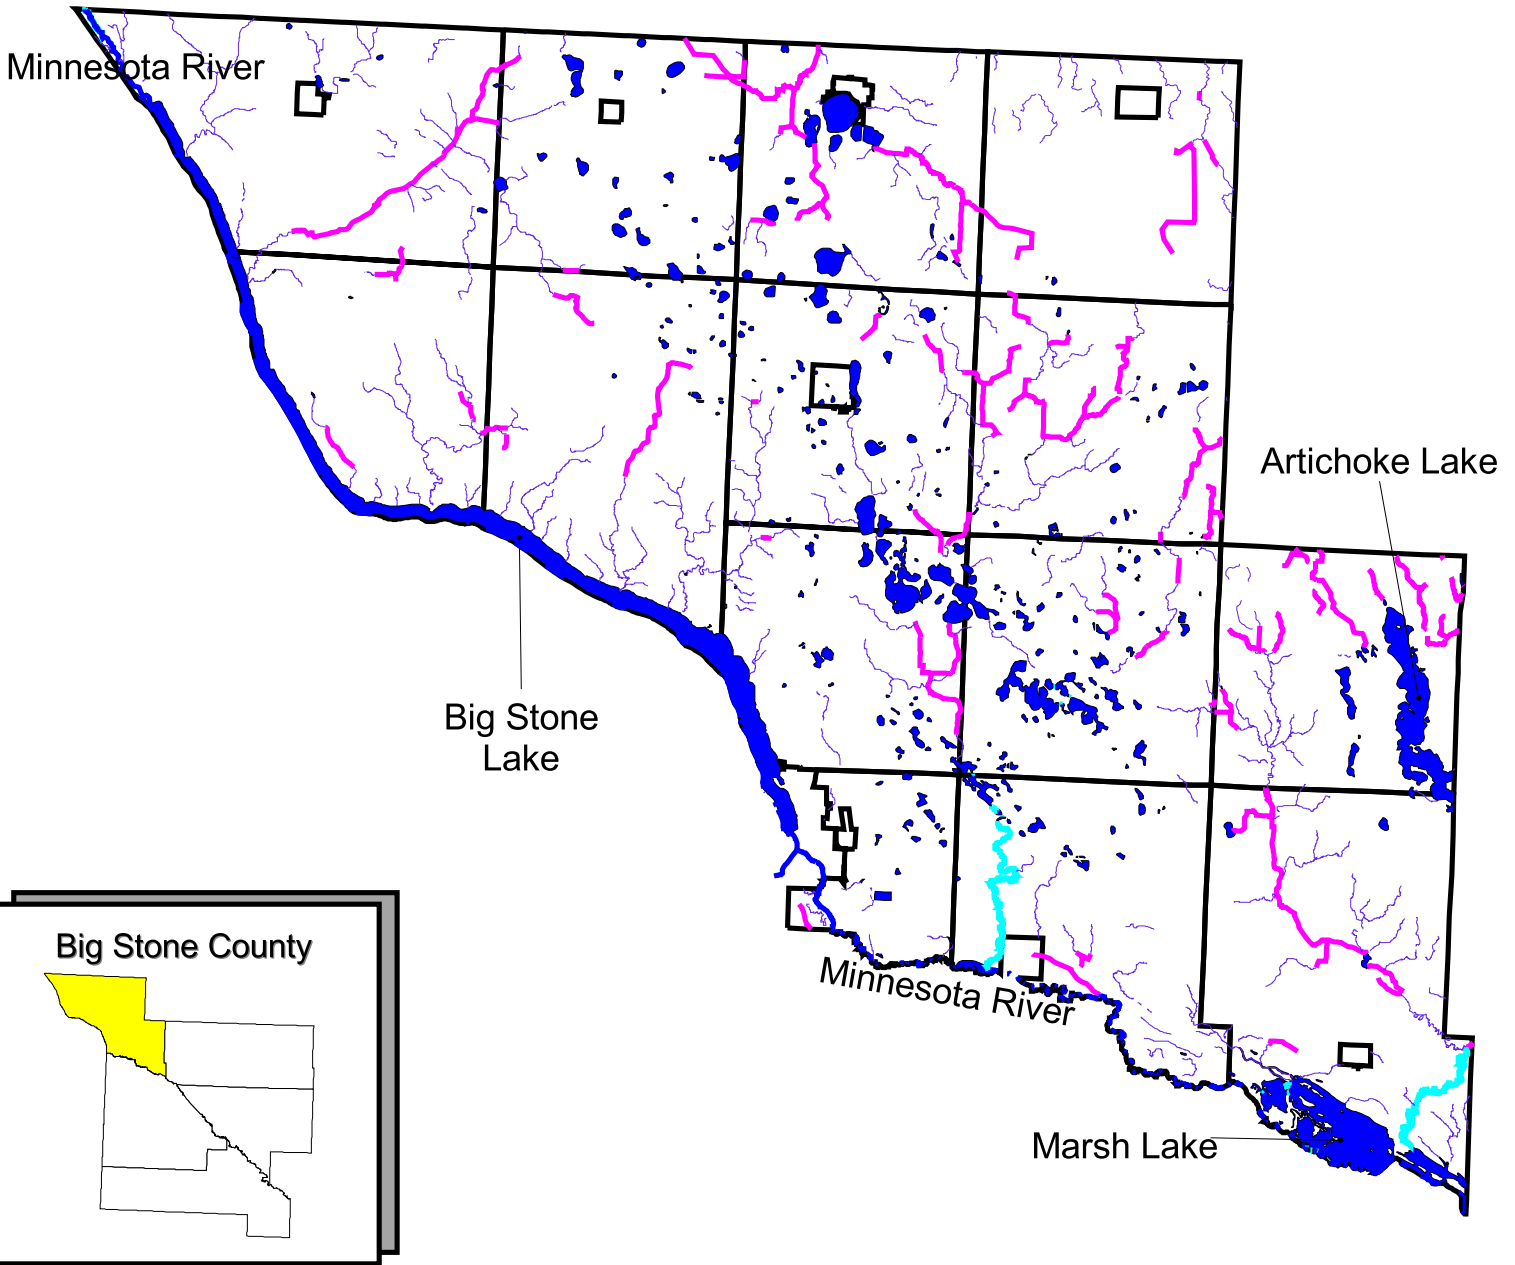 Minnesota River
Artichoke Lake
Big Stone
Lake
Big Stone County
Minnesota River
Marsh Lake